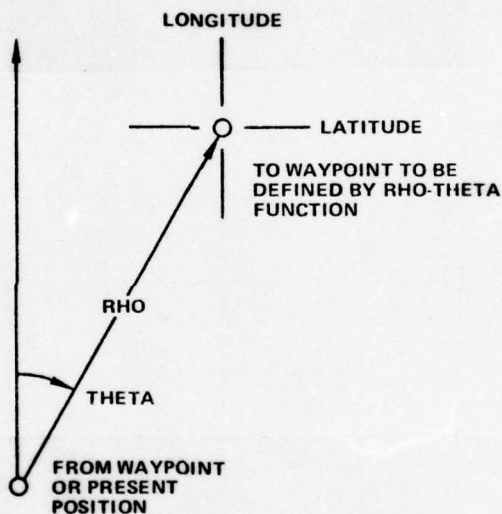 LONGITUDE
LATITUDE
TO WAYPOINT TO BE
DEFINED BY RHO-THETA
FUNCTION
RHO
THETA
FROM WAYPOINT
OR PRESENT
POSITION